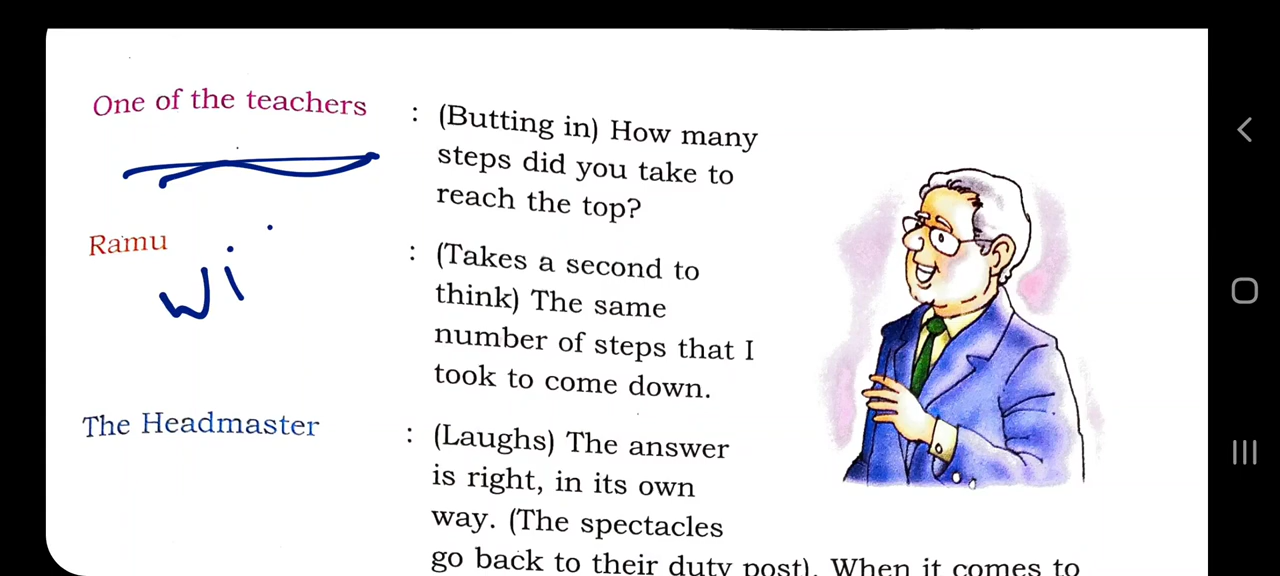 One of the teachers : (Butting in) How many
steps did you take to
reach the top?
Ramu : (Takes a second to
think) The same
number of steps that I
took to come down.
The Headmaster : (Laughs) The answer
is right, in its own
way. (The spectacles
go back to their duty post). When it comes to